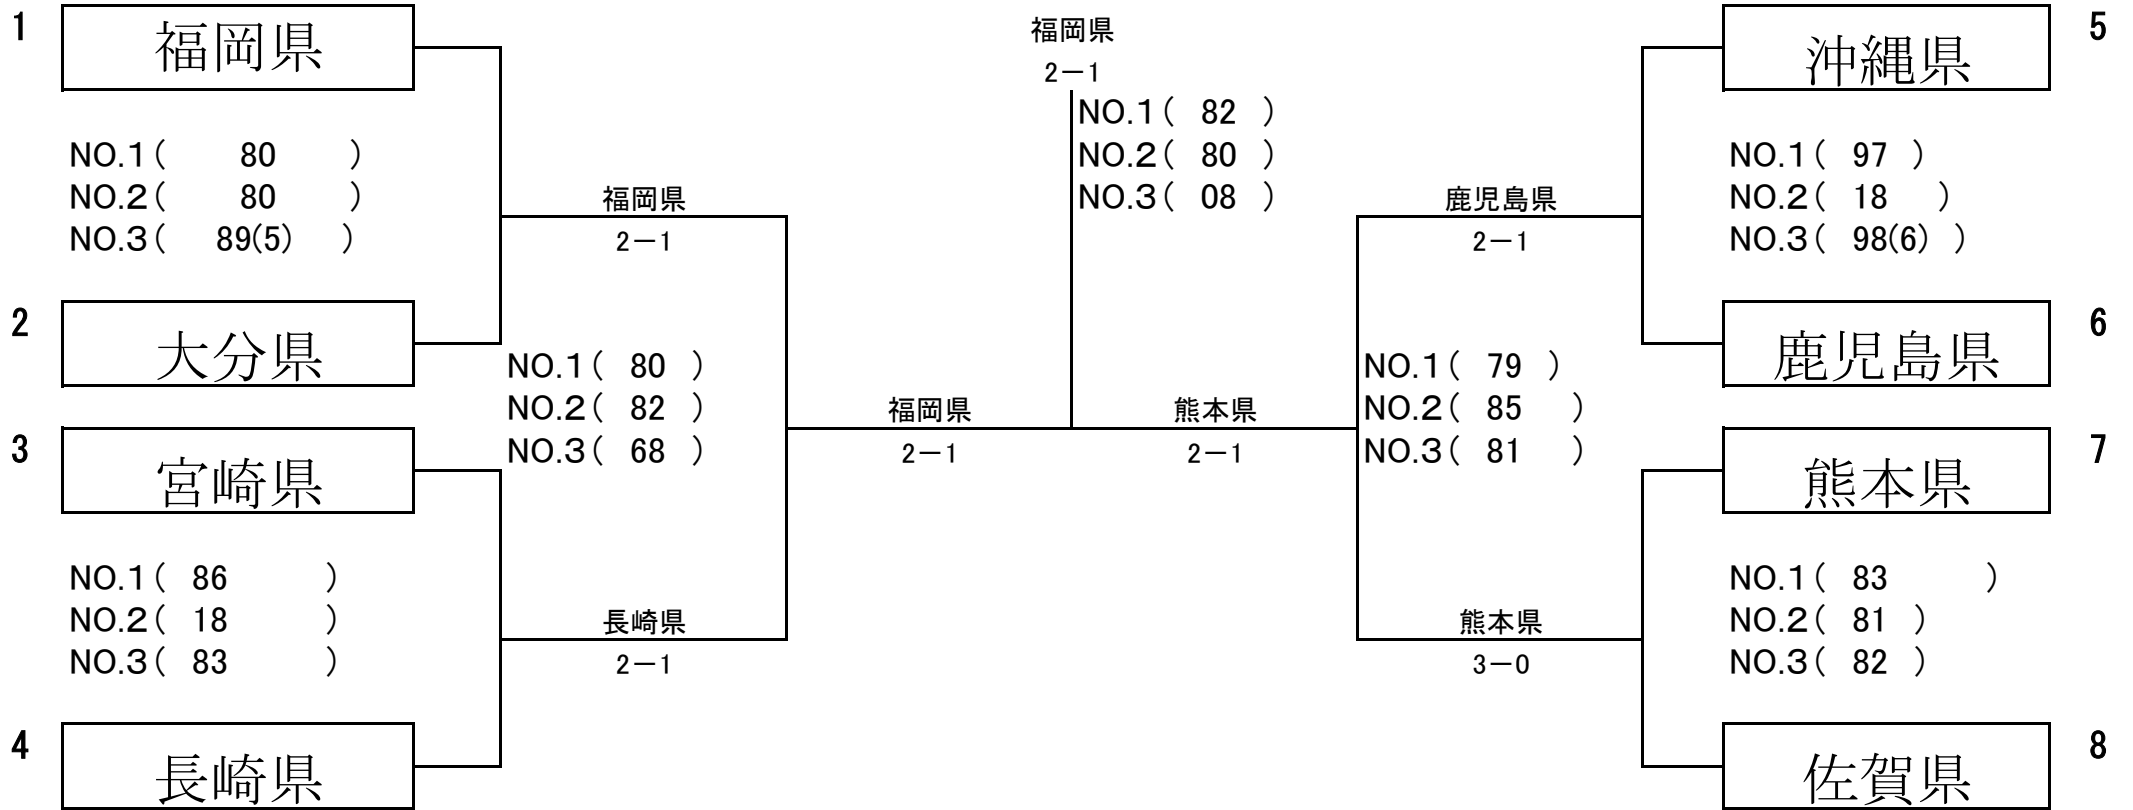 1
福岡県
NO.1( 80 )
NO.2( 80 )
NO.3( 89(5) )
2
大分県
3
宮崎県
NO.1( 86 )
NO.2( 18 )
NO.3( 83 )
4
長崎県
福岡県
2－1
NO.1( 80 )
NO.2( 82 )
NO.3( 68 )
長崎県
2－1
福岡県
2－1
福岡県
2－1
NO.1( 82 )
NO.2( 80 )
NO.3( 08 )
熊本県
2－1
鹿児島県
2－1
NO.1( 79 )
NO.2( 85 )
NO.3( 81 )
熊本県
3－0
5
沖縄県
NO.1( 97 )
NO.2( 18 )
NO.3( 98(6) )
6
鹿児島県
7
熊本県
NO.1( 83 )
NO.2( 81 )
NO.3( 82 )
8
佐賀県